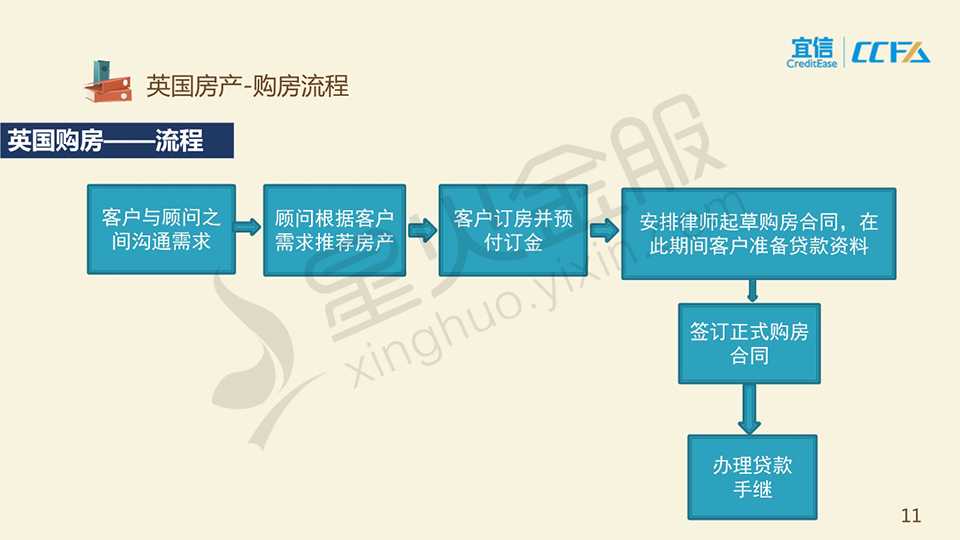 宜信
CreditEase
CCFA
英国房产-购房流程
英国购房——流程
客户与顾问之
间沟通需求
顾问根据客户
需求推荐房产
客户订房并预
付订金
安排律师起草购房合同，在
此期间客户准备贷款资料
签订正式购房
合同
办理贷款
手继
星火金服
xinghuo.yixin.com
11